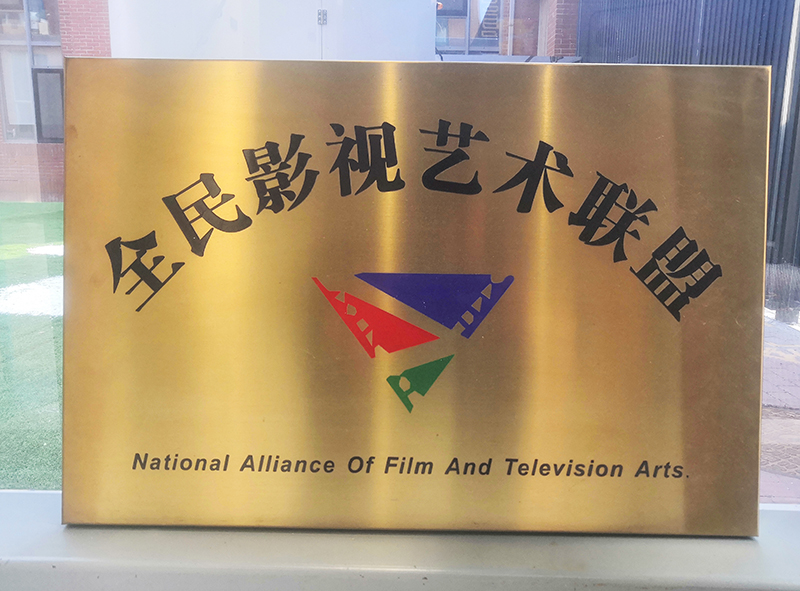 全民影视艺术联盟
National Alliance Of Film And Television Arts.